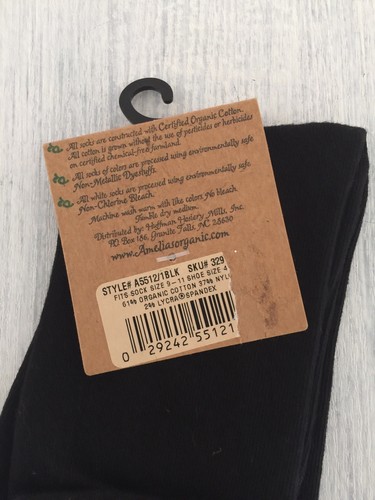 All socks are constructed with Certified Organic Cotton.
All cotton is grown without the use of pesticides or herbicides
on certified chemical-free farmland.
All socks of colors are processed using environmentally safe
Non-Metallic Dyestuffs.
All white socks are processed using environmentally safe
Non-Chlorine Bleach.
Machine wash warm with like colors No bleach
Tumble dry medium.
Distributed by: Huffman Hosiery Mills, Inc.
PO Box 186, Granite Falls, NC 28630
www.Ameliasorganic.com
STYLE# A5512/1BLK SKU# 329
FITS SOCK SIZE 9-11 SHOE SIZE 4
61% ORGANIC COTTON 37% NYL
2% LYCRA® SPANDEX
0 29242 55121